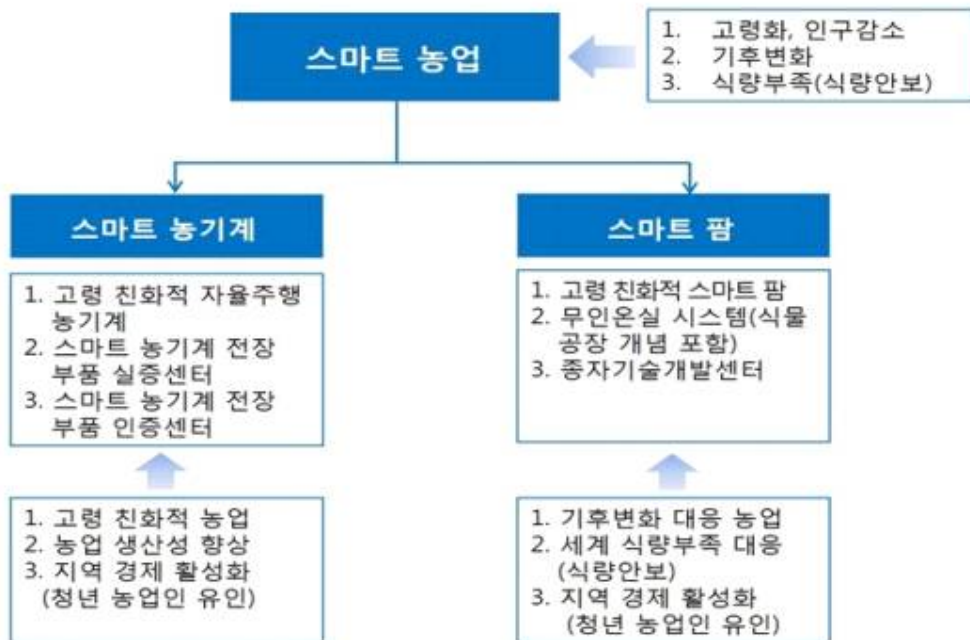 스마트 농업
1. 고령화, 인구감소
2. 기후변화
3. 식량부족(식량안보)
스마트 농기계
1. 고령 친화적 자율주행
농기계
2. 스마트 농기계 전장
부품 실증센터
3. 스마트 농기계 전장
부품 인증센터
1. 고령 친화적 농업
2. 농업 생산성 향상
3. 지역 경제 활성화
(청년 농업인 유인)
스마트 팜
1. 고령 친화적 스마트 팜
2. 무인온실 시스템(식물
공장 개념 포함)
3. 종자기술개발센터
1. 기후변화 대응 농업
2. 세계 식량부족 대응
(식량안보)
3. 지역 경제 활성화
(청년 농업인 유인)